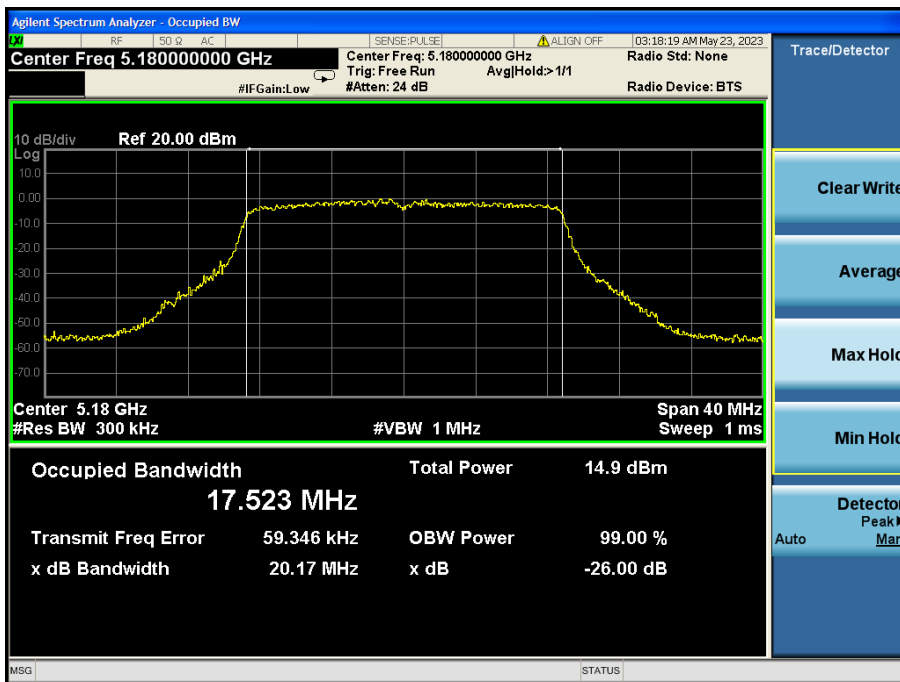 Agilent Spectrum Analyzer - Occupied BW
LXI RF 50 Ω AC SENSE:PULSE ALIGN OFF 03:18:19 AM May 23, 2023
Center Freq 5.180000000 GHz
Center Freq: 5.180000000 GHz
Radio Std: None
Trig: Free Run Avg|Hold:>1/1
#IFGain:Low
#Atten: 24 dB
Radio Device: BTS
10 dB/div Ref 20.00 dBm
Log
10.0
0.00
-10.0
-20.0
-30.0
-40.0
-50.0
-60.0
-70.0
Center 5.18 GHz
Span 40 MHz
#Res BW 300 kHz
#VBW 1 MHz
Sweep 1 ms
Occupied Bandwidth
Total Power 14.9 dBm
17.523 MHz
Transmit Freq Error 59.346 kHz
OBW Power 99.00 %
x dB Bandwidth 20.17 MHz
x dB -26.00 dB
MSG
STATUS
Trace/Detector
Clear Write
Average
Max Hold
Min Hold
Detector
Peak
Auto Man